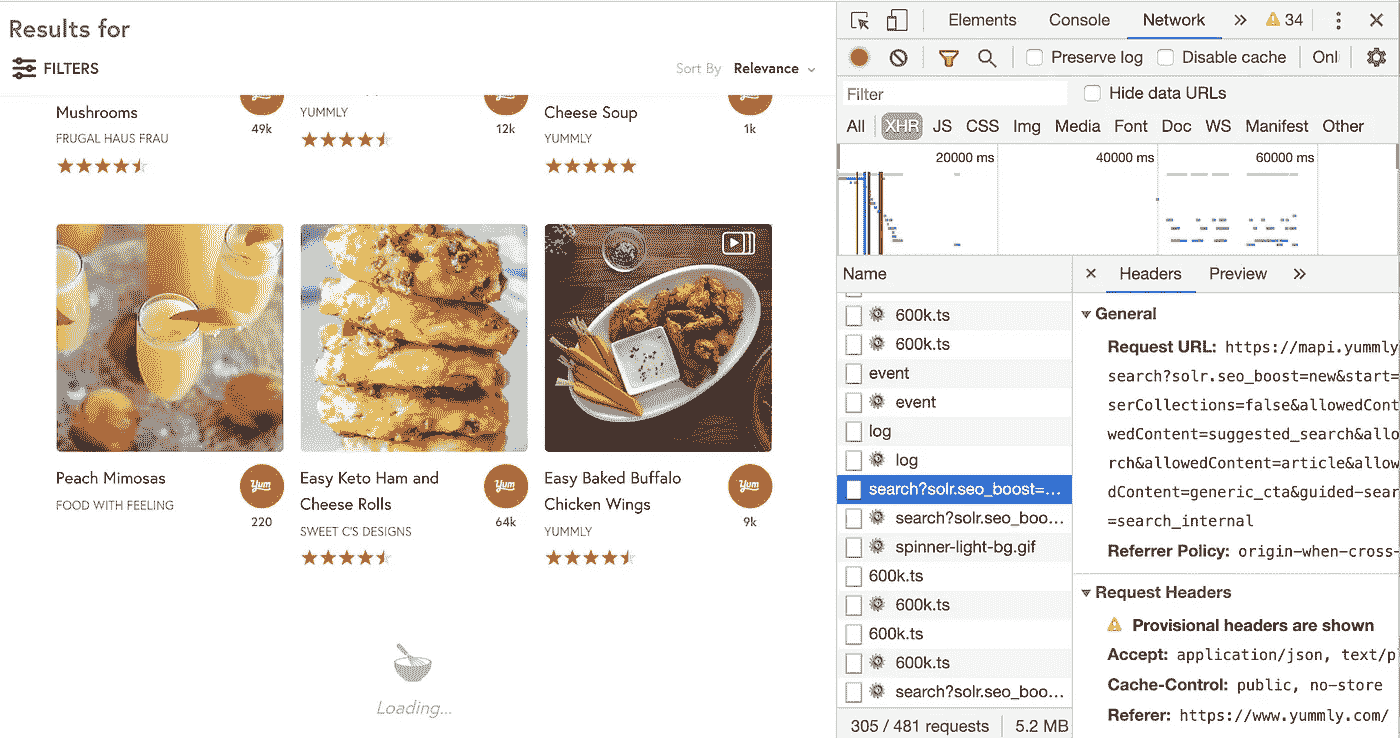 Results for
FILTERS
Sort By Relevance
Mushrooms
49k
FRUGAL HAUS FRAU
YUMMLY
12k
Cheese Soup
1k
YUMMLY
Peach Mimosas
Yum
FOOD WITH FEELING
220
Easy Keto Ham and
Cheese Rolls
Yum
SWEET C'S DESIGNS
64k
Easy Baked Buffalo
Chicken Wings
Yum
YUMMLY
9k
Loading...
Elements Console Network » 34
Preserve log Disable cache Onl
Filter Hide data URLs
All XHR JS CSS Img Media Font Doc WS Manifest Other
20000 ms 40000 ms 60000 ms
Name
600k.ts
600k.ts
event
event
log
log
search?solr.seo_boost=...
search?solr.seo_boo...
spinner-light-bg.gif
600k.ts
600k.ts
600k.ts
600k.ts
search?solr.seo_boo...
305 / 481 requests 5.2 MB
Headers Preview »
General
Request URL: https://mapi.yummly
search?solr.seo_boost=new&start=
serCollections=false&allowedCont
wedContent=suggested_search&allo
rch&allowedContent=article&allow
dContent=generic_cta&guided-sear
=search_internal
Referrer Policy: origin-when-cross-
Request Headers
Provisional headers are shown
Accept: application/json, text/p
Cache-Control: public, no-store
Referer: https://www.yummly.com/